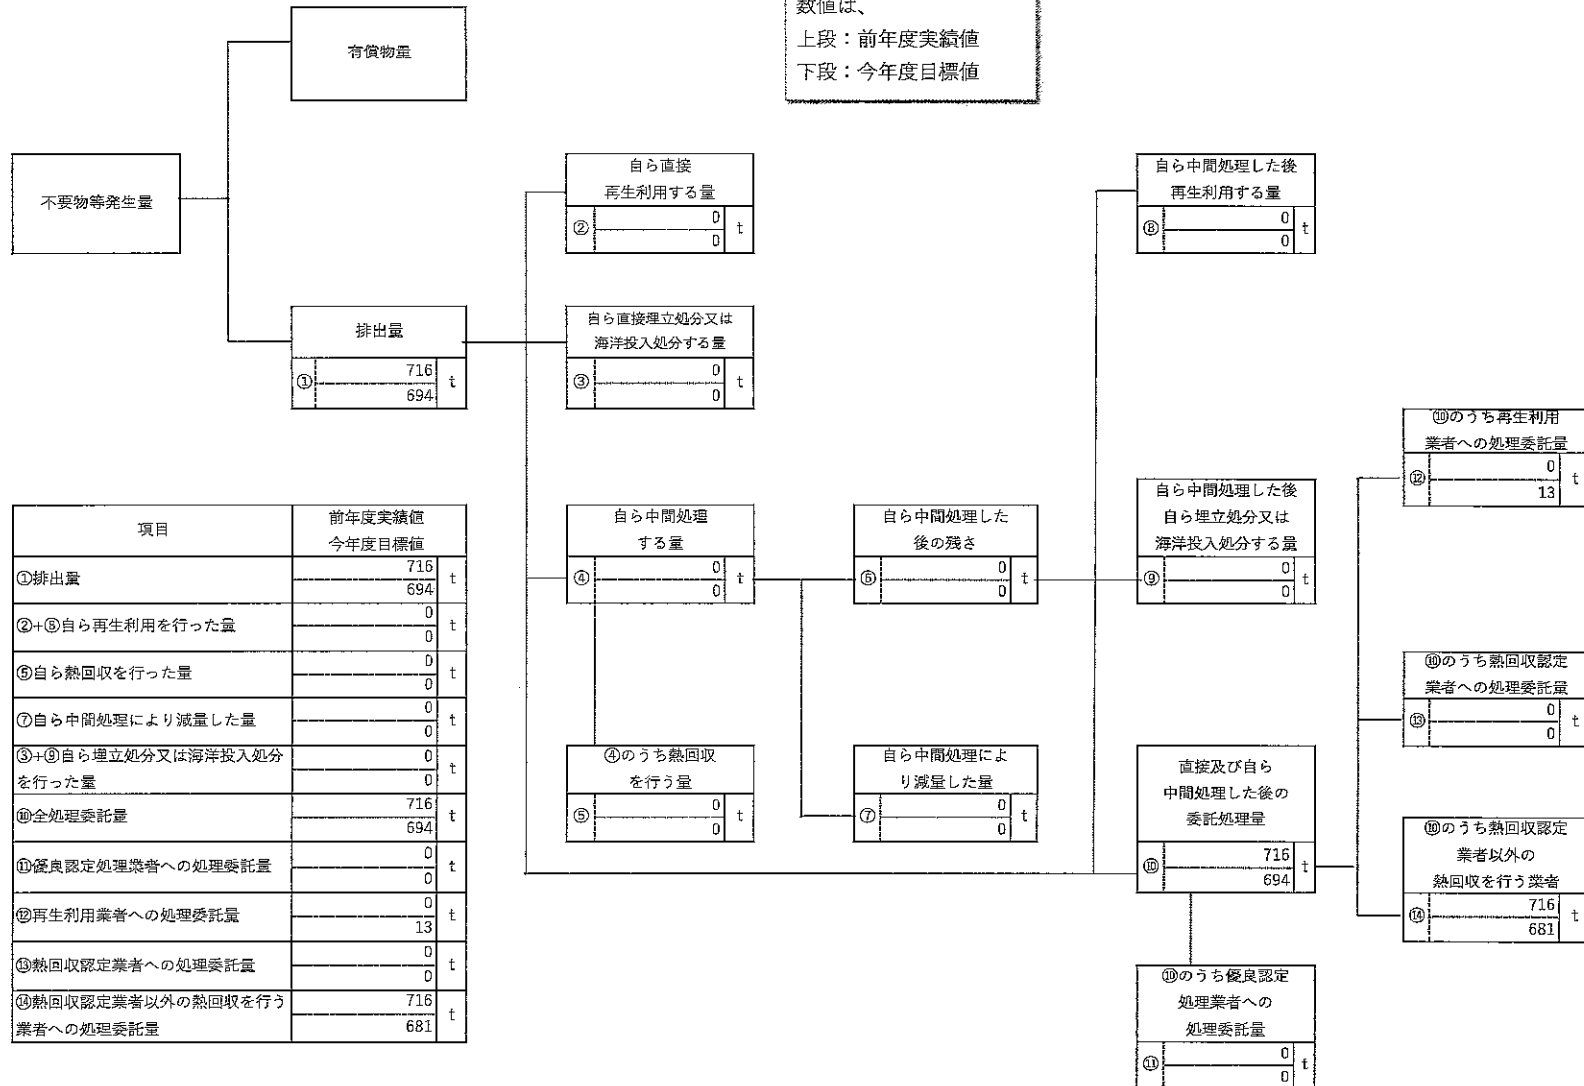 数値は、
上段：前年度実績値
下段：今年度目標値
有償物量
不要物等発生量
自ら直接
再生利用する量
② 0 t
0
自ら中間処理した後
再生利用する量
⑧ 0 t
0
排出量
① 716 t
694
自ら直接埋立処分又は
海洋投入処分する量
③ 0 t
0
⑩のうち再生利用
業者への処理委託量
⑫ 0 t
13
自ら中間処理
する量
④ 0 t
0
自ら中間処理した
後の残さ
⑥ 0 t
0
自ら中間処理した後
自ら埋立処分又は
海洋投入処分する量
⑨ 0 t
0
⑩のうち熱回収認定
業者への処理委託量
⑬ 0 t
0
④のうち熱回収
を行う量
⑤ 0 t
0
自ら中間処理によ
り減量した量
⑦ 0 t
0
直接及び自ら
中間処理した後の
委託処理量
⑩ 716 t
694
⑩のうち熱回収認定
業者以外の
熱回収を行う業者
⑭ 716 t
681
⑩のうち優良認定
処理業者への
処理委託量
⑪ 0 t
0
項目 前年度実績値
今年度目標値
①排出量 716 t
694
②+⑧自ら再生利用を行った量 0 t
0
⑤自ら熱回収を行った量 0 t
0
⑦自ら中間処理により減量した量 0 t
0
③+⑨自ら埋立処分又は海洋投入処分 0 t
を行った量 0
⑩全処理委託量 716 t
694
⑪優良認定処理業者への処理委託量 0 t
0
⑫再生利用業者への処理委託量 0 t
13
⑬熱回収認定業者への処理委託量 0 t
0
⑭熱回収認定業者以外の熱回収を行う 716 t
業者への処理委託量 681